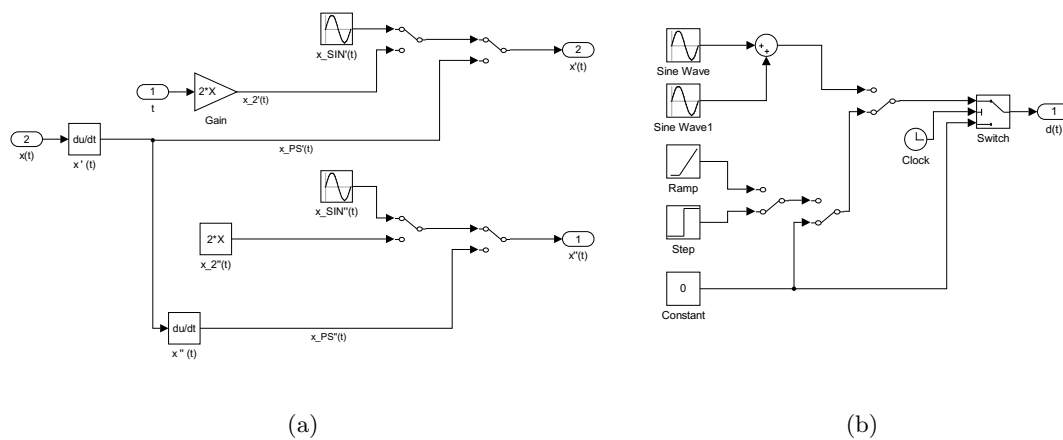 x_SIN'(t)
2
x'(t)
1
t
2*X
Gain
x_2'(t)
2
x(t)
du/dt
x ' (t)
x_PS'(t)
x_SIN''(t)
2*X
x_2''(t)
1
x''(t)
du/dt
x '' (t)
x_PS''(t)
(a)
Sine Wave
+
+
Sine Wave1
Ramp
Step
0
Constant
Clock
Switch
1
d(t)
(b)